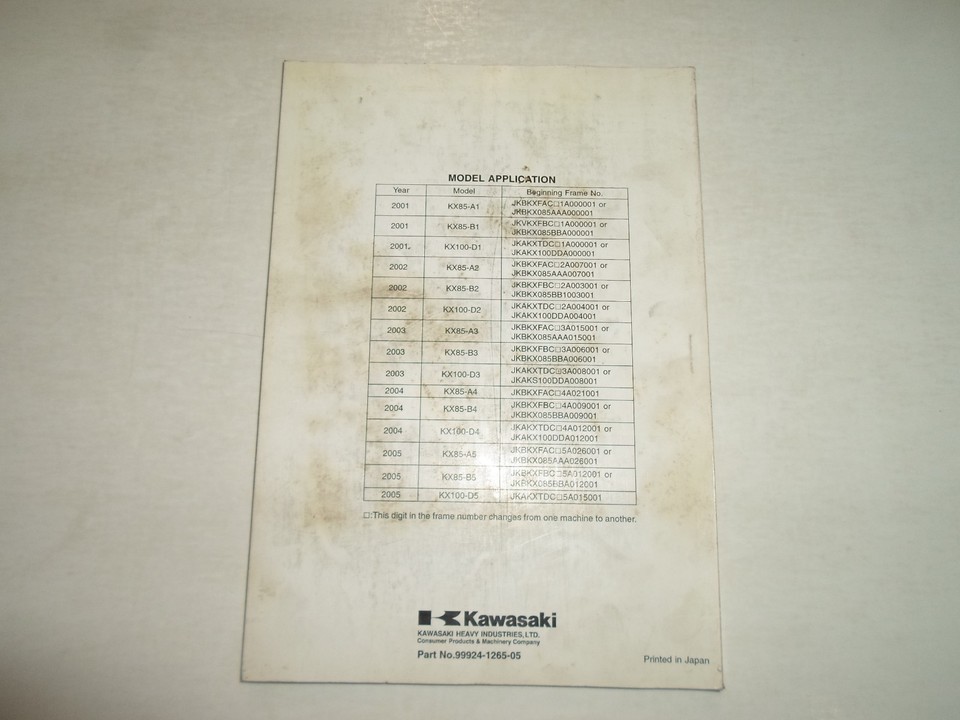 MODEL APPLICATION
Year Model Beginning Frame No.
2001 KX85-A1 JKBKXFAC□1A000001 or
JKBKX085AAA000001
2001 KX85-B1 JKVKXFBC□1A000001 or
JKBKX085BBA000001
2001 KX100-D1 JKAKXTDC□1A000001 or
JKAKX100DDA000001
2002 KX85-A2 JKBKXFAC□2A007001 or
JKBKX085AAA007001
2002 KX85-B2 JKBKXFBC□2A003001 or
JKBKX085BB1003001
2002 KX100-D2 JKAKXTDC□2A004001 or
JKAKX100DDA004001
2003 KX85-A3 JKBKXFAC□3A015001 or
JKBKX085AAA015001
2003 KX85-B3 JKBKXFBC□3A006001 or
JKBKX085BBA006001
2003 KX100-D3 JKAKXTDC□3A008001 or
JKAKS100DDA008001
2004 KX85-A4 JKBKXFAC□4A021001
2004 KX85-B4 JKBKXFBC□4A009001 or
JKBKX085BBA009001
2004 KX100-D4 JKAKXTDC□4A012001 or
JKAKX100DDA012001
2005 KX85-A5 JKBKXFAC□5A026001 or
JKBKX085AAA026001
2005 KX85-B5 JKBKXFBC□5A012001 or
JKBKX085BBA012001
2005 KX100-D5 JKAKXTDC□5A015001
□:This digit in the frame number changes from one machine to another.
Kawasaki
KAWASAKI HEAVY INDUSTRIES,LTD.
Consumer Products & Machinery Company
Part No.99924-1265-05
Printed in Japan